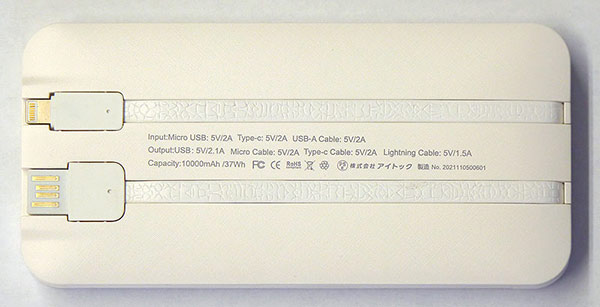 Input:Micro USB: 5V/2A Type-c: 5V/2A USB-A Cable: 5V/2A
Output:USB: 5V/2.1A Micro Cable: 5V/2A Type-c Cable: 5V/2A Lightning Cable: 5V/1.5A
Capacity:10000mAh /37Wh FC CE RoHS 株式会社 アイトック 製造 No. 2021110500601